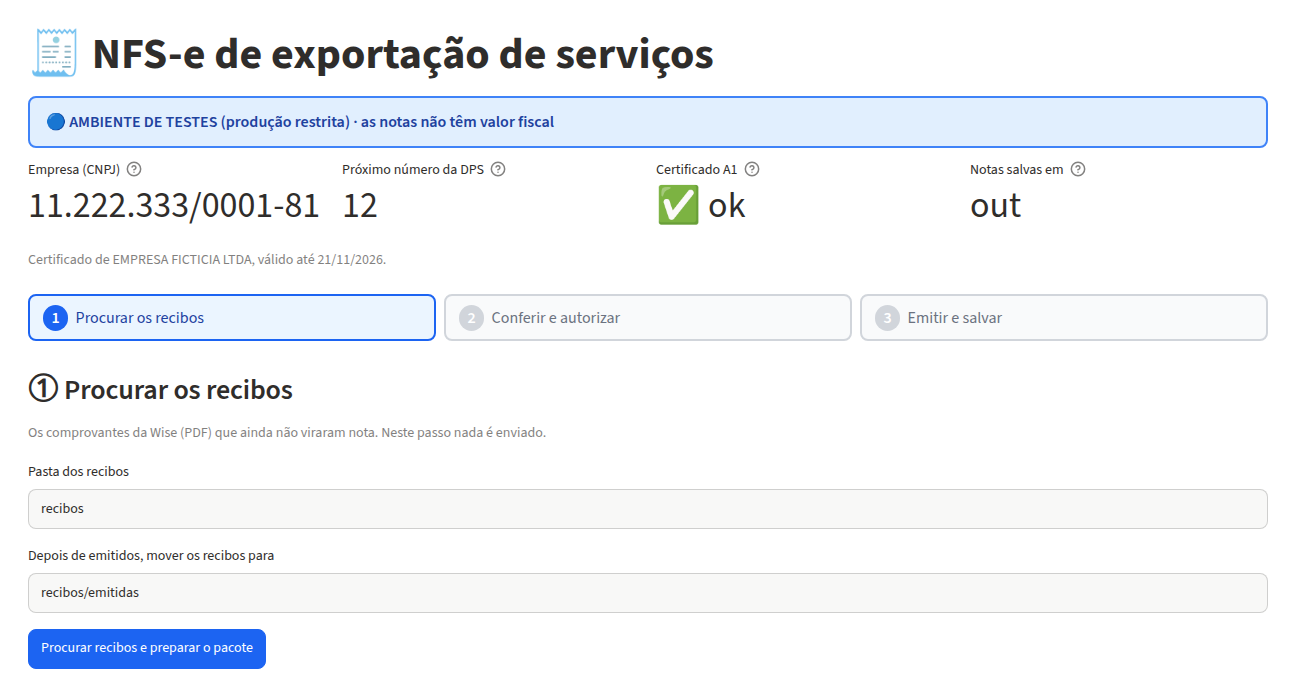 NFS-e de exportação de serviços
AMBIENTE DE TESTES (produção restrita) · as notas não têm valor fiscal
Empresa (CNPJ) Próximo número da DPS Certificado A1 Notas salvas em
11.222.333/0001-81 12 ✅ ok out
Certificado de EMPRESA FICTICIA LTDA, válido até 21/11/2026.
1 Procurar os recibos 2 Conferir e autorizar 3 Emitir e salvar
① Procurar os recibos
Os comprovantes da Wise (PDF) que ainda não viraram nota. Neste passo nada é enviado.
Pasta dos recibos
recibos
Depois de emitidos, mover os recibos para
recibos/emitidas
Procurar recibos e preparar o pacote